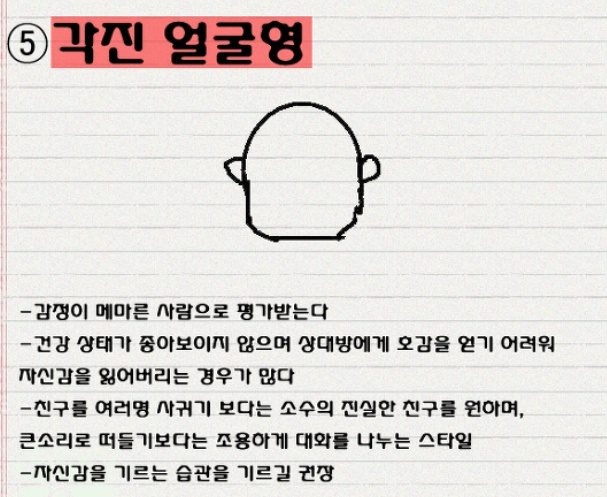 ⑤ 각진 얼굴형
-감정이 메마른 사람으로 평가받는다
-건강 상태가 좋아보이지 않으며 상대방에게 호감을 얻기 어려워
자신감을 잃어버리는 경우가 많다
-친구를 여러명 사귀기 보다는 소수의 진실한 친구를 원하며,
큰소리로 떠들기보다는 조용하게 대화를 나누는 스타일
-자신감을 기르는 습관을 기르길 권장